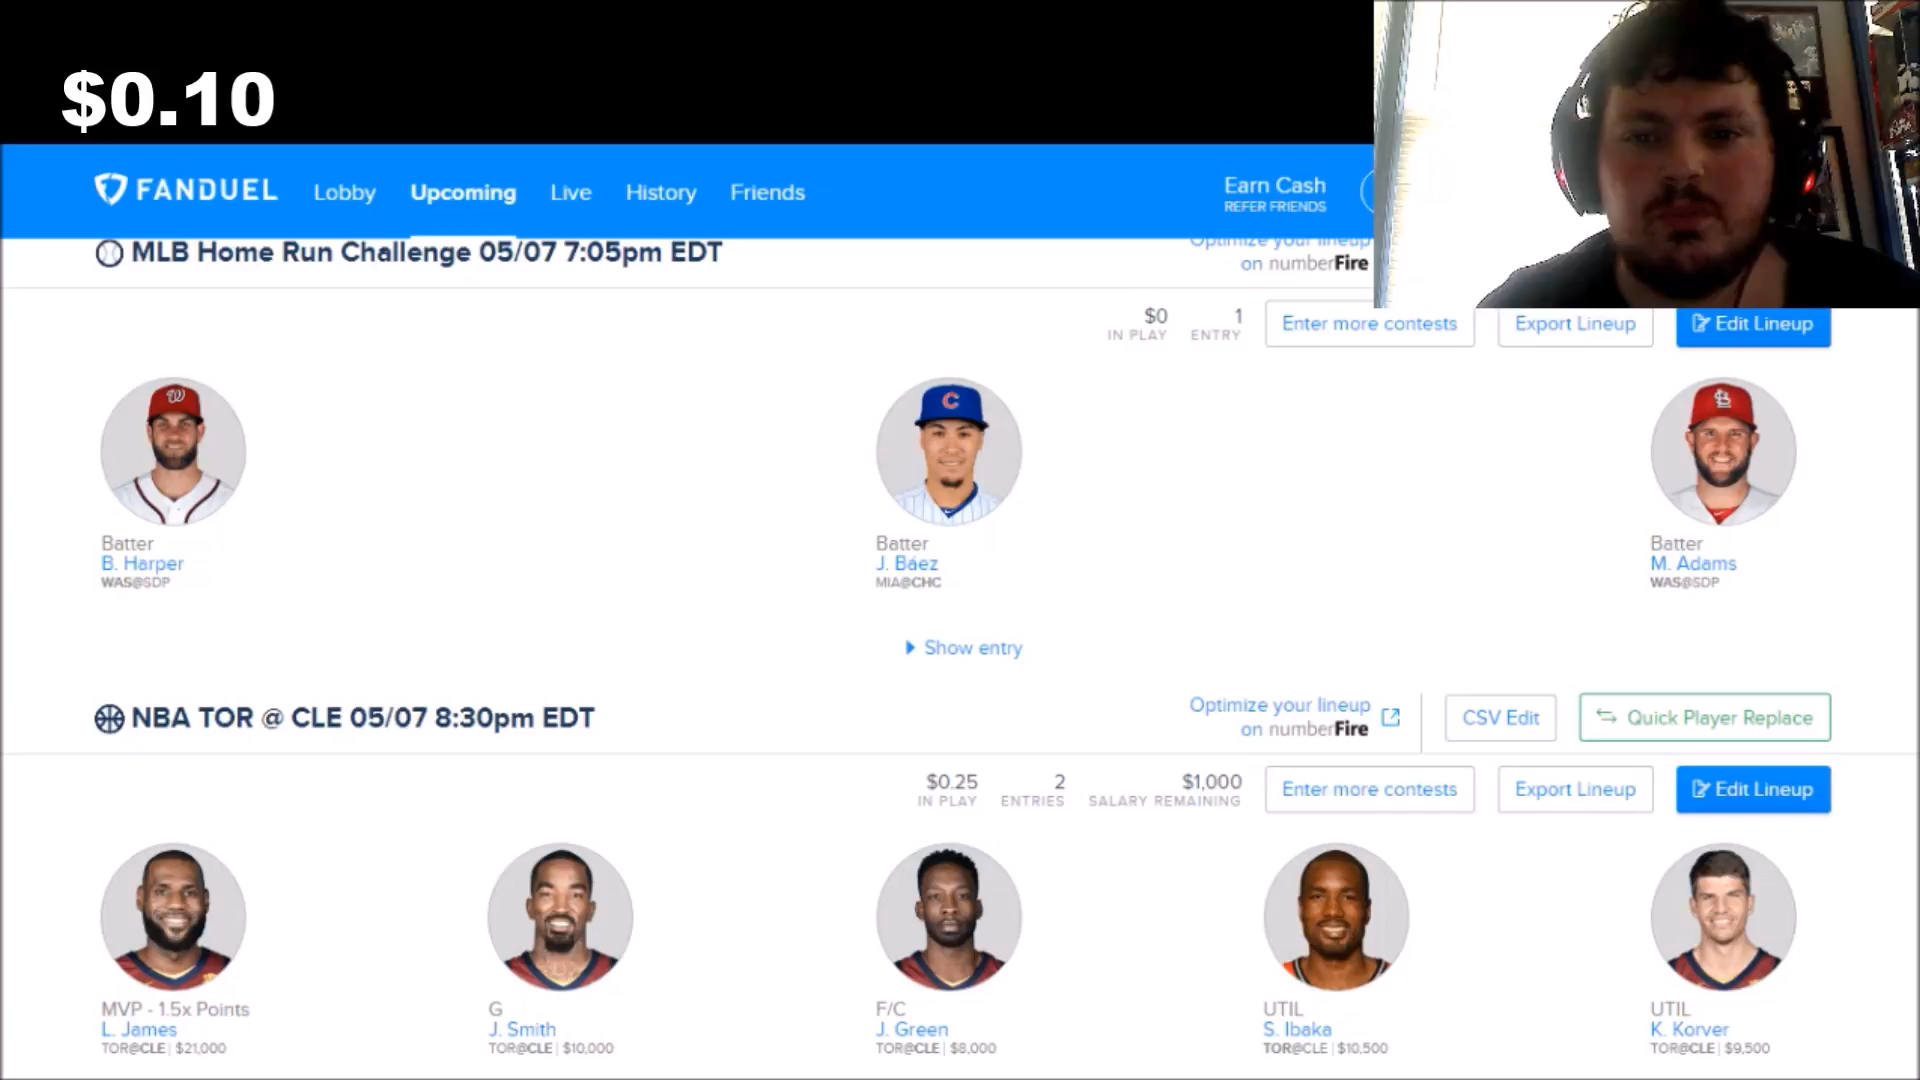 $0.10
FANDUEL
Lobby
Upcoming
Live
History
Friends
Earn Cash
REFER FRIENDS
MLB Home Run Challenge 05/07 7:05pm EDT
Optimize your lineup
on numberFire
$0
IN PLAY
1
ENTRY
Enter more contests
Export Lineup
Edit Lineup
Batter
B. Harper
WAS@SDP
Batter
J. Báez
MIA@CHC
Batter
M. Adams
WAS@SDP
Show entry
NBA TOR @ CLE 05/07 8:30pm EDT
Optimize your lineup
on numberFire
CSV Edit
Quick Player Replace
$0.25
IN PLAY
2
ENTRIES
$1,000
SALARY REMAINING
Enter more contests
Export Lineup
Edit Lineup
MVP - 1.5x Points
L. James
TOR@CLE | $21,000
G
J. Smith
TOR@CLE | $10,000
F/C
J. Green
TOR@CLE | $8,000
UTIL
S. Ibaka
TOR@CLE | $10,500
UTIL
K. Korver
TOR@CLE | $9,500